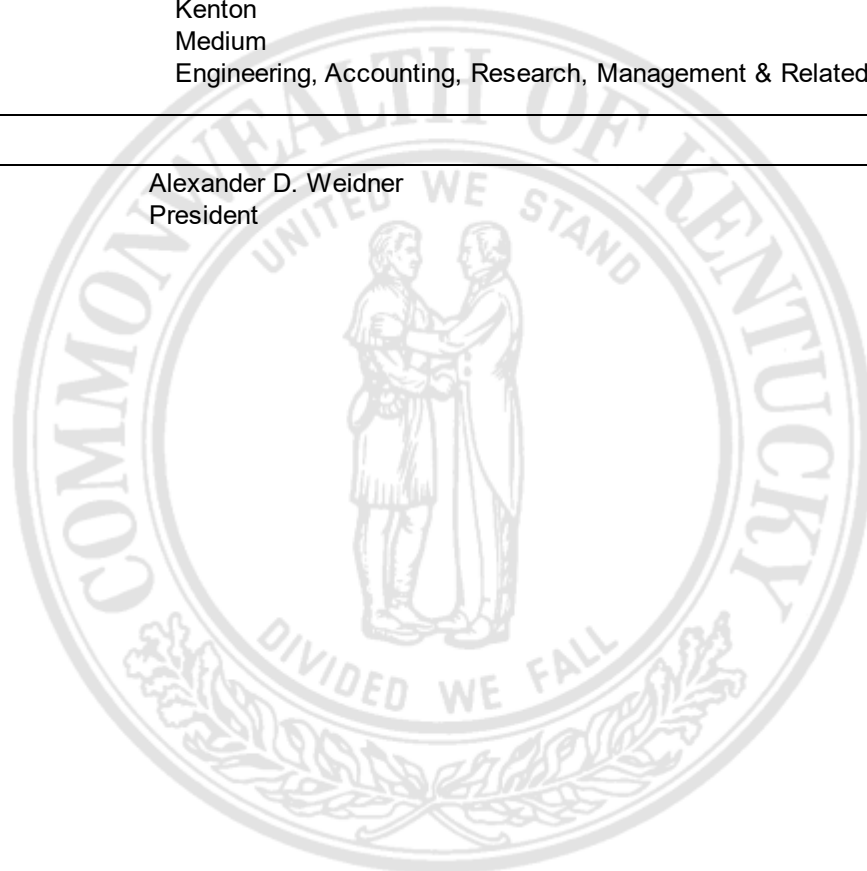 Kenton
Medium
Engineering, Accounting, Research, Management & Related
Alexander D. Weidner
President
COMMONWEALTH OF KENTUCKY
UNITED WE STAND
DIVIDED WE FALL